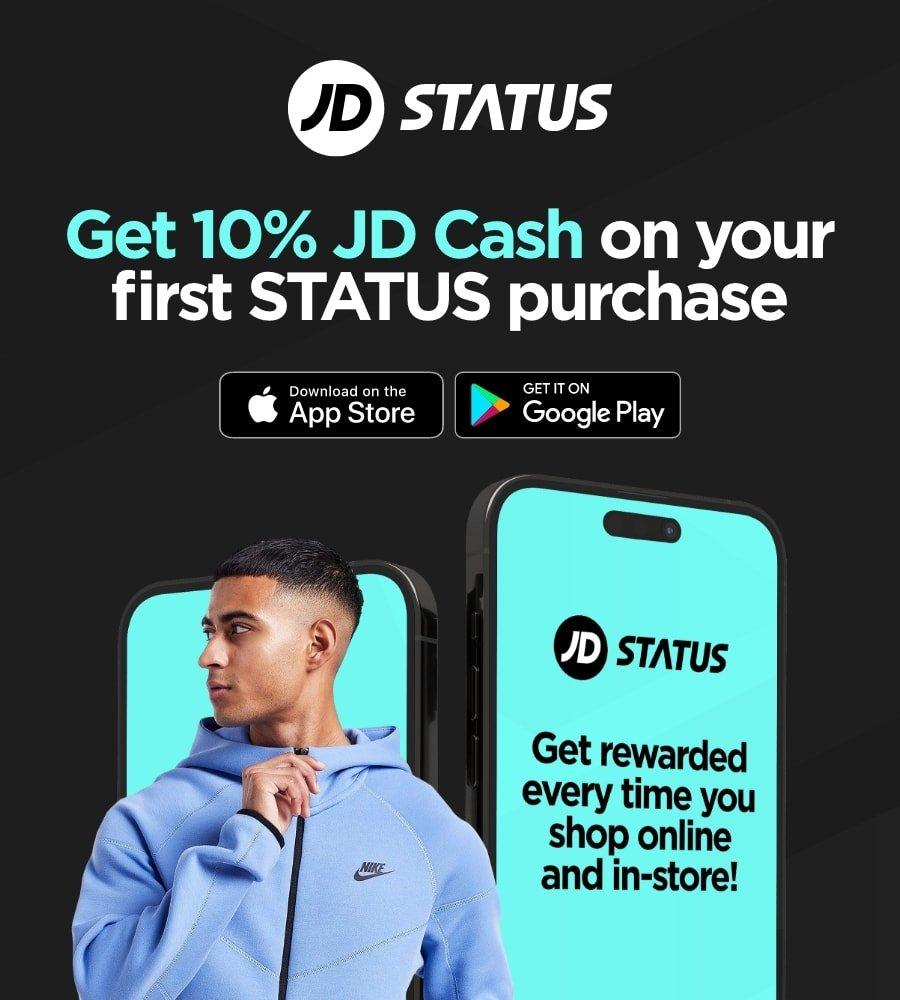 JD STATUS
Get 10% JD Cash on your
first STATUS purchase
Download on the
App Store
GET IT ON
Google Play
JD STATUS
Get rewarded
every time you
shop online
and in-store!
NIKE